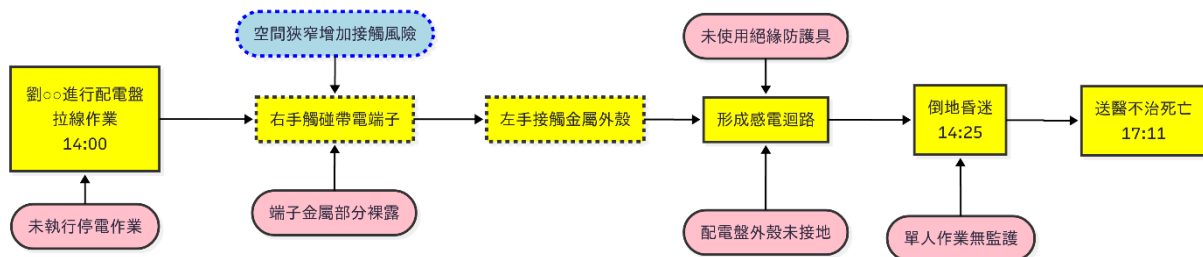 空間狹窄增加接觸風險
未使用絕緣防護具
劉○○進行配電盤
拉線作業
14:00
右手觸碰帶電端子
左手接觸金屬外殼
形成感電迴路
倒地昏迷
14:25
送醫不治死亡
17:11
未執行停電作業
端子金屬部分裸露
配電盤外殼未接地
單人作業無監護